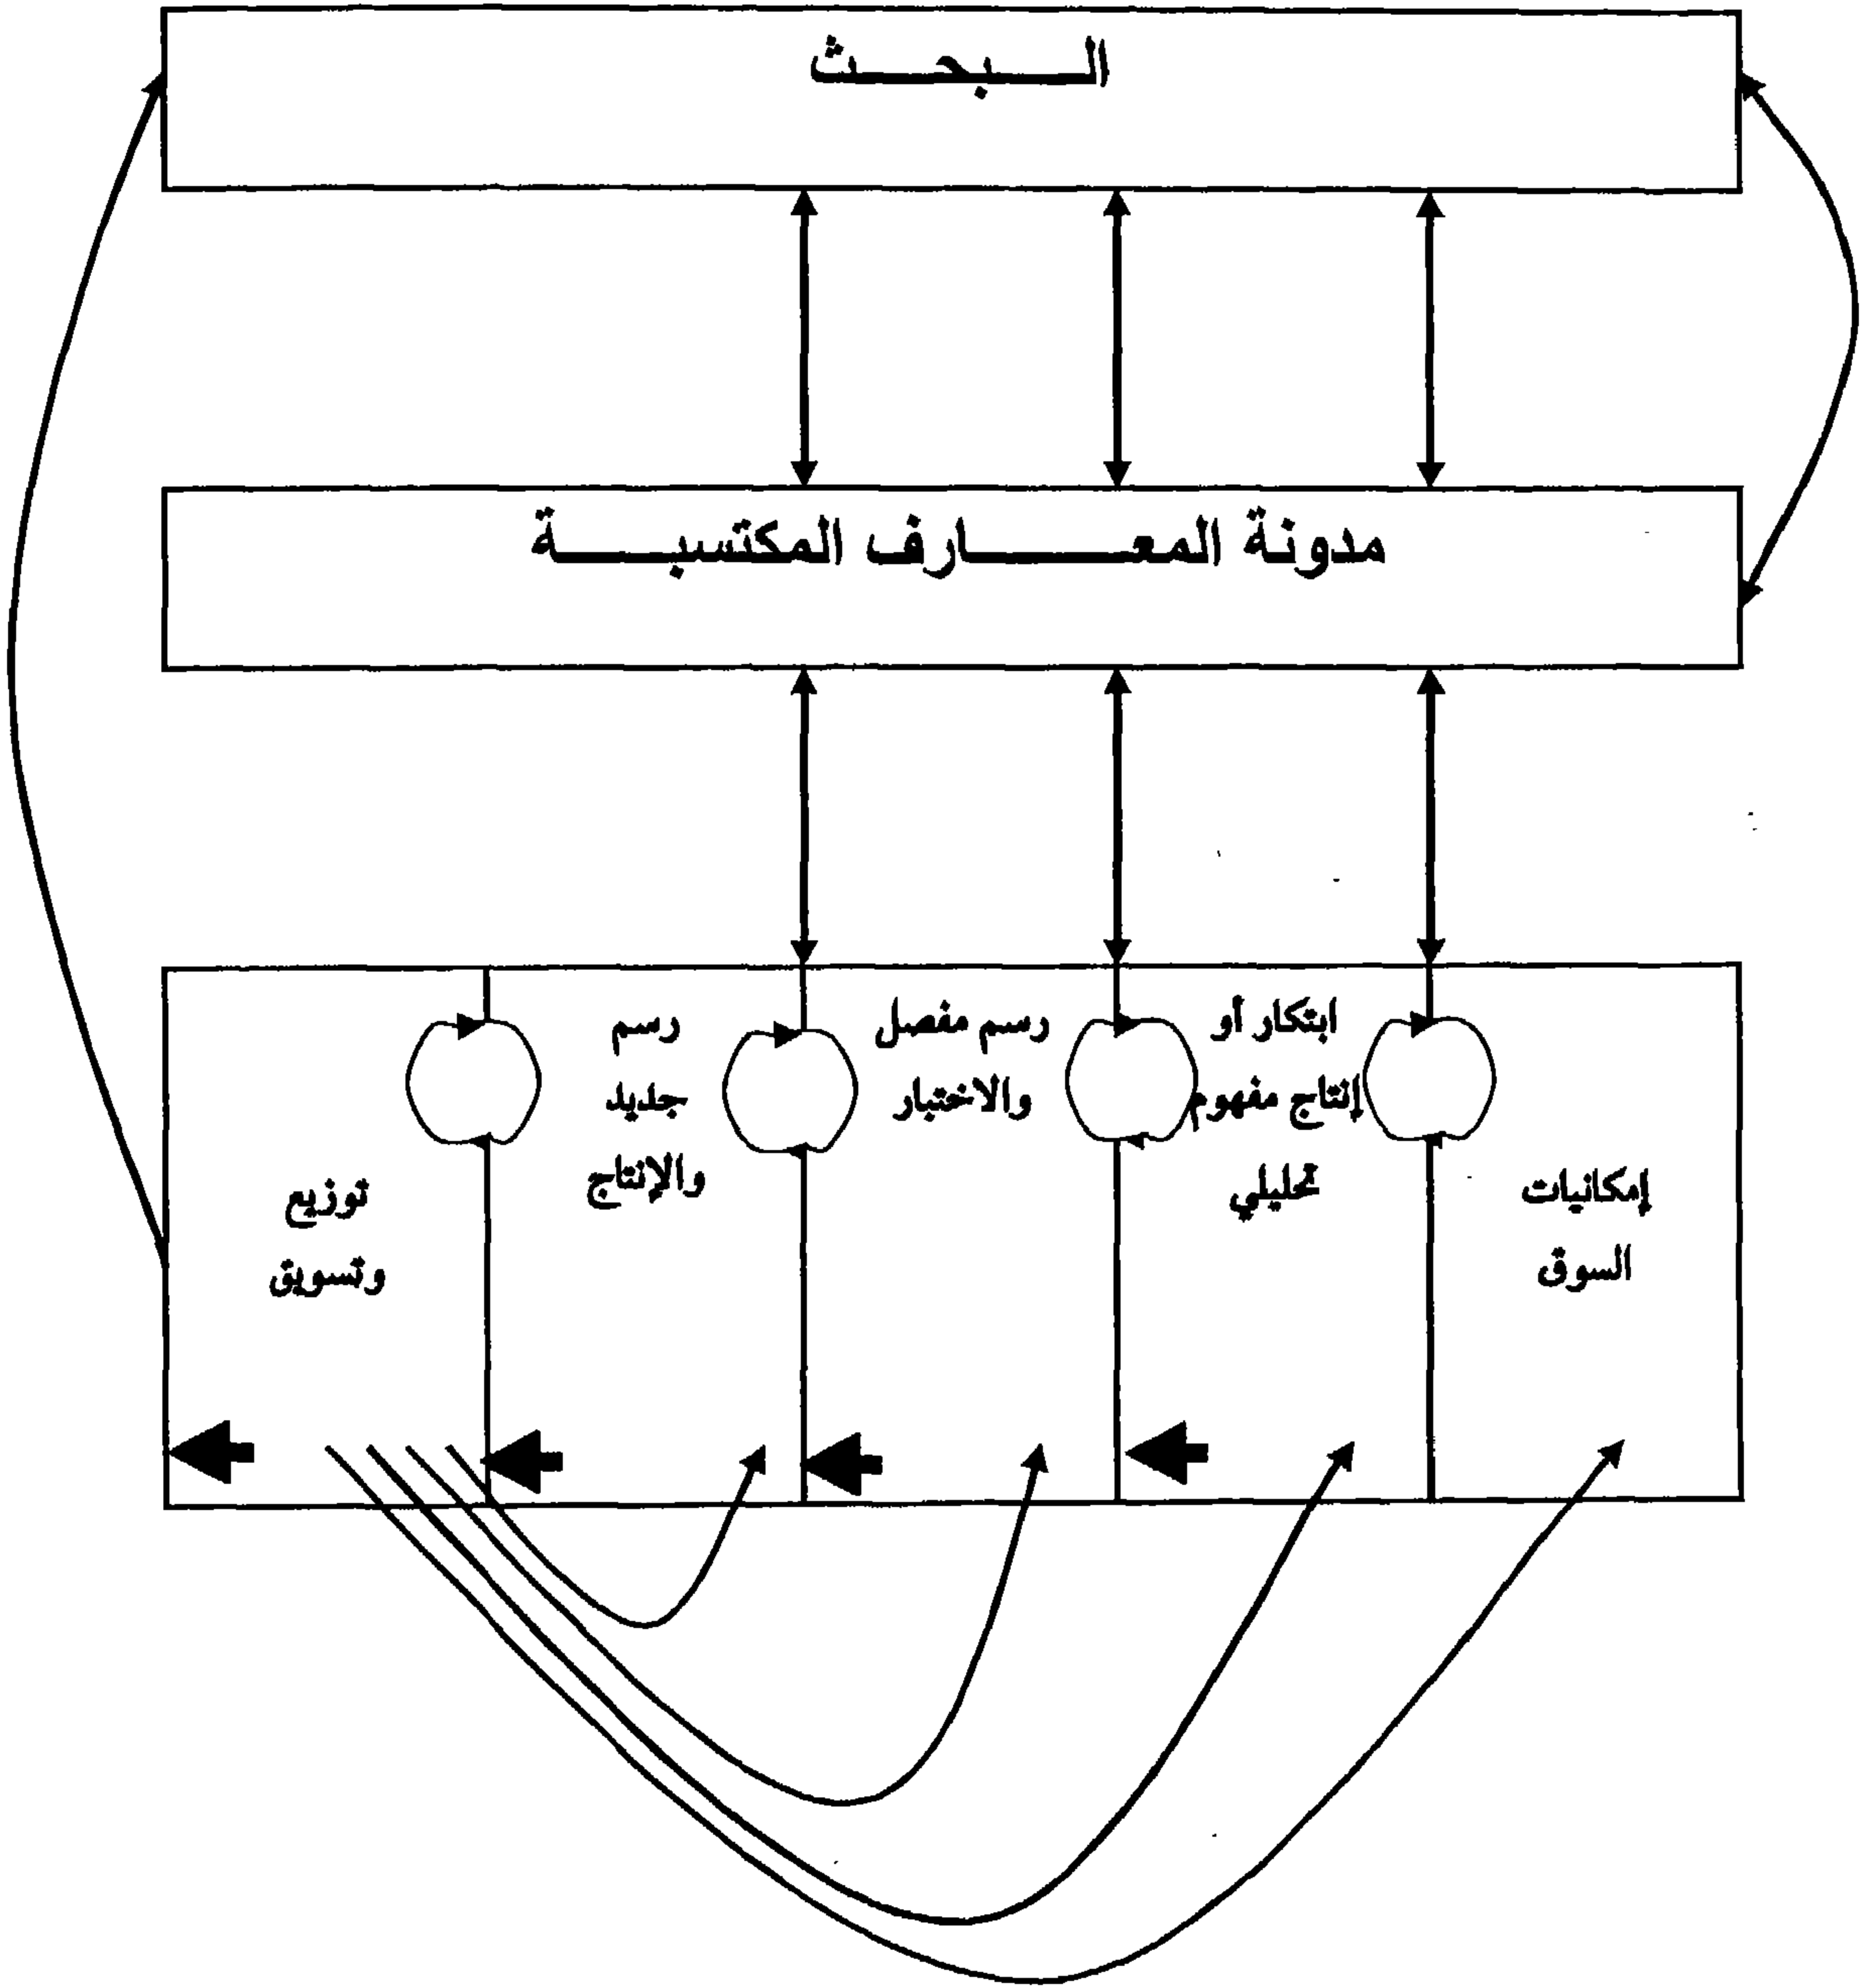 البحث
مدونة المعارف المكتسبة
إمكانيات
السوق
ابتكار أو
إنتاج مفهوم
تحليلي
رسم مفصل
والاختبار
رسم
جديد
والإنتاج
توزيع
وتسويق